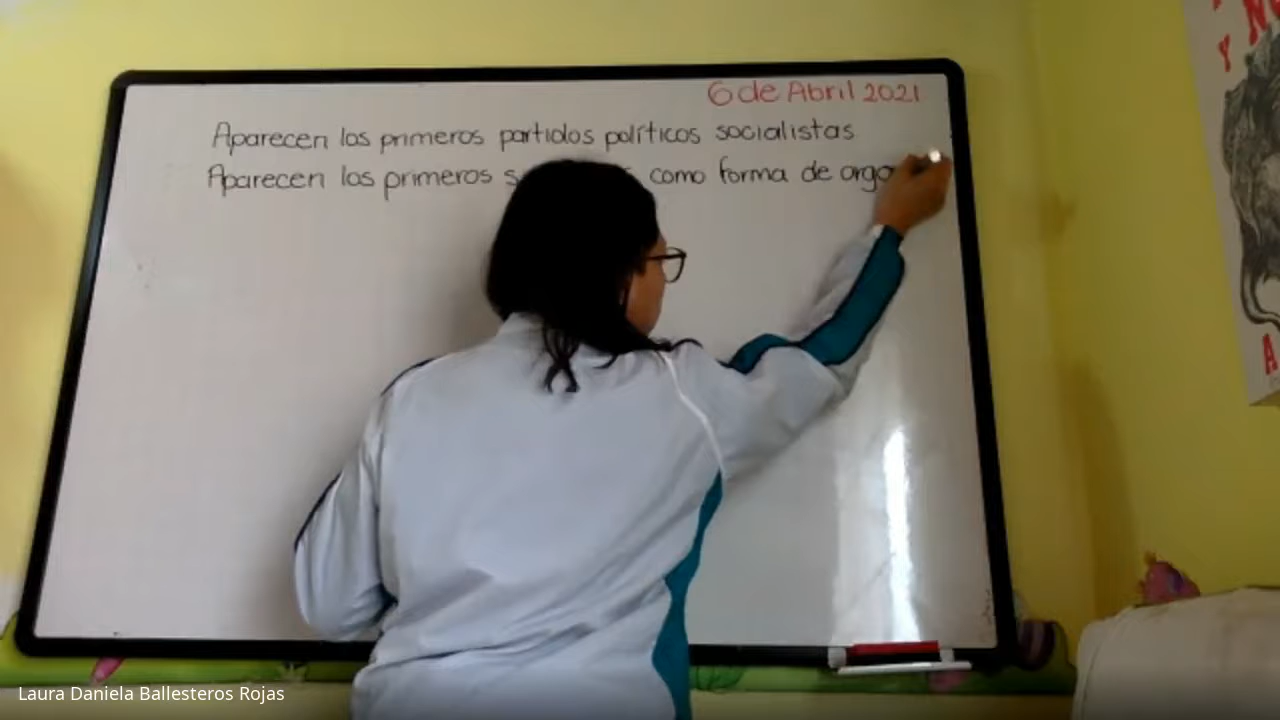 6 de Abril 2021
Aparecen los primeros partidos políticos socialistas
Aparecen los primeros como forma de
Laura Daniela Ballesteros Rojas